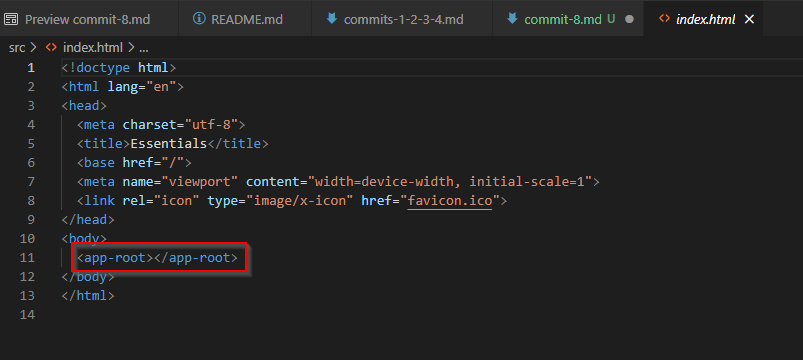 Preview commit-8.md README.md commits-1-2-3-4.md commit-8.md U index.html
src > index.html > ...
1 <!doctype html>
2 <html lang="en">
3 <head>
4 <meta charset="utf-8">
5 <title>Essentials</title>
6 <base href="/">
7 <meta name="viewport" content="width=device-width, initial-scale=1">
8 <link rel="icon" type="image/x-icon" href="favicon.ico">
9 </head>
10 <body>
11 <app-root></app-root>
12 </body>
13 </html>
14